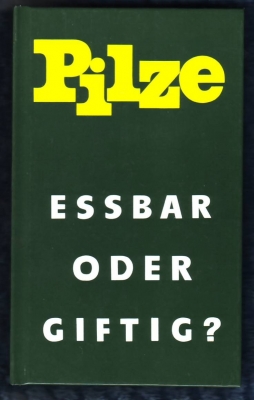 Pilze
ESSBAR
ODER
GIFTIG?